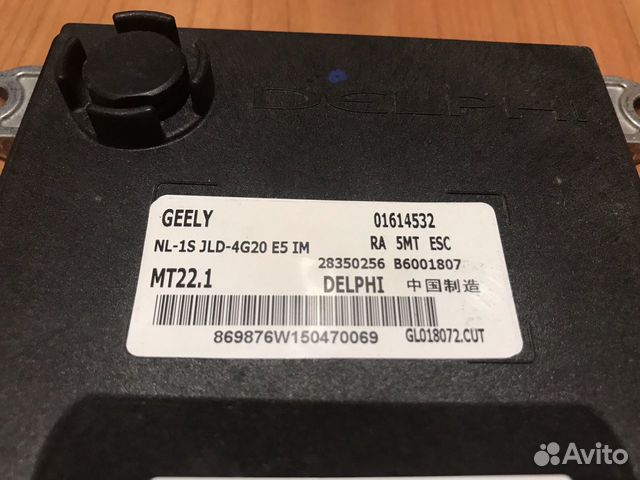 DELPHI
GEELY 01614532
NL-1S JLD-4G20 E5 IM RA 5MT ESC
28350256 B6001807
MT22.1 DELPHI 中国制造
869876W150470069 GL018072.CUT
Avito